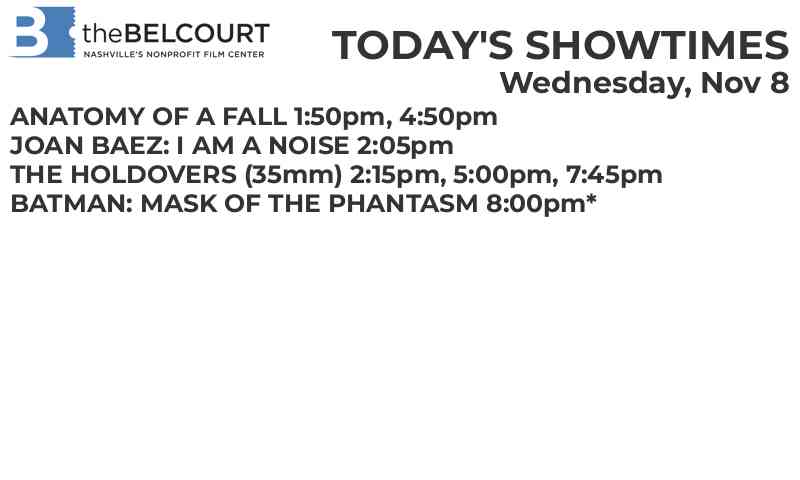 B theBELCOURT
NASHVILLE'S NONPROFIT FILM CENTER
TODAY'S SHOWTIMES
Wednesday, Nov 8
ANATOMY OF A FALL 1:50pm, 4:50pm
JOAN BAEZ: I AM A NOISE 2:05pm
THE HOLDOVERS (35mm) 2:15pm, 5:00pm, 7:45pm
BATMAN: MASK OF THE PHANTASM 8:00pm*